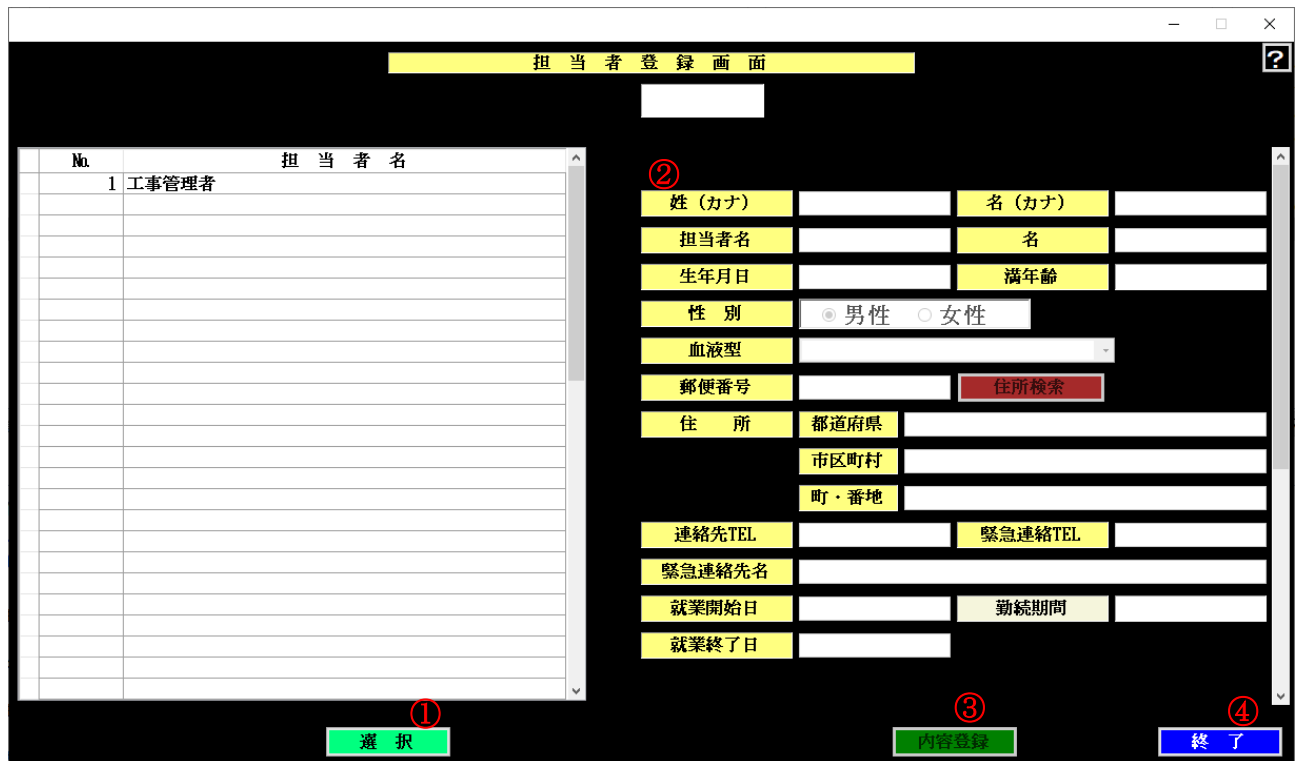 担 当 者 登 録 画 面
?
No. 担 当 者 名
1 工事管理者
②
姓（カナ） 名（カナ）
担当者名 名
生年月日 満年齢
性 別 男性 女性
血液型
郵便番号 住所検索
住 所 都道府県
市区町村
町・番地
連絡先TEL 緊急連絡TEL
緊急連絡先名
就業開始日 勤続期間
就業終了日
① ③ ④
選 択 内容登録 終 了